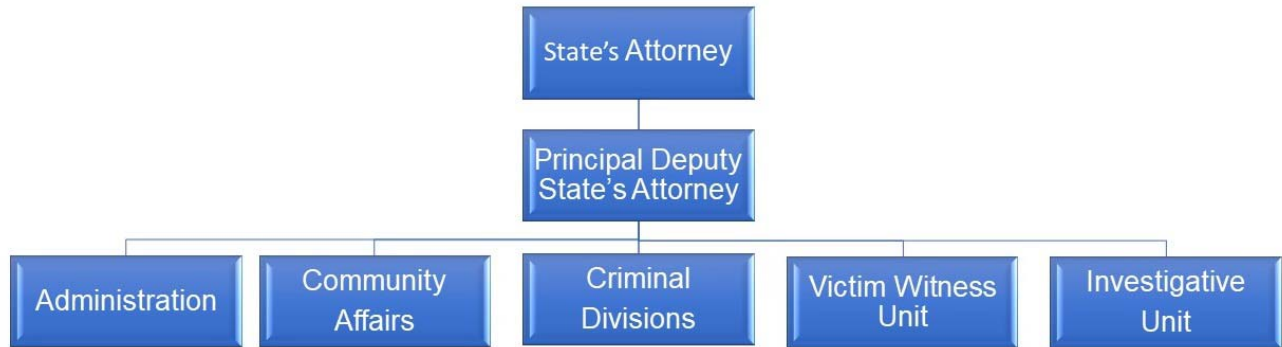 State’s Attorney
Principal Deputy
State’s Attorney
Administration
Community
Affairs
Criminal
Divisions
Victim Witness
Unit
Investigative
Unit